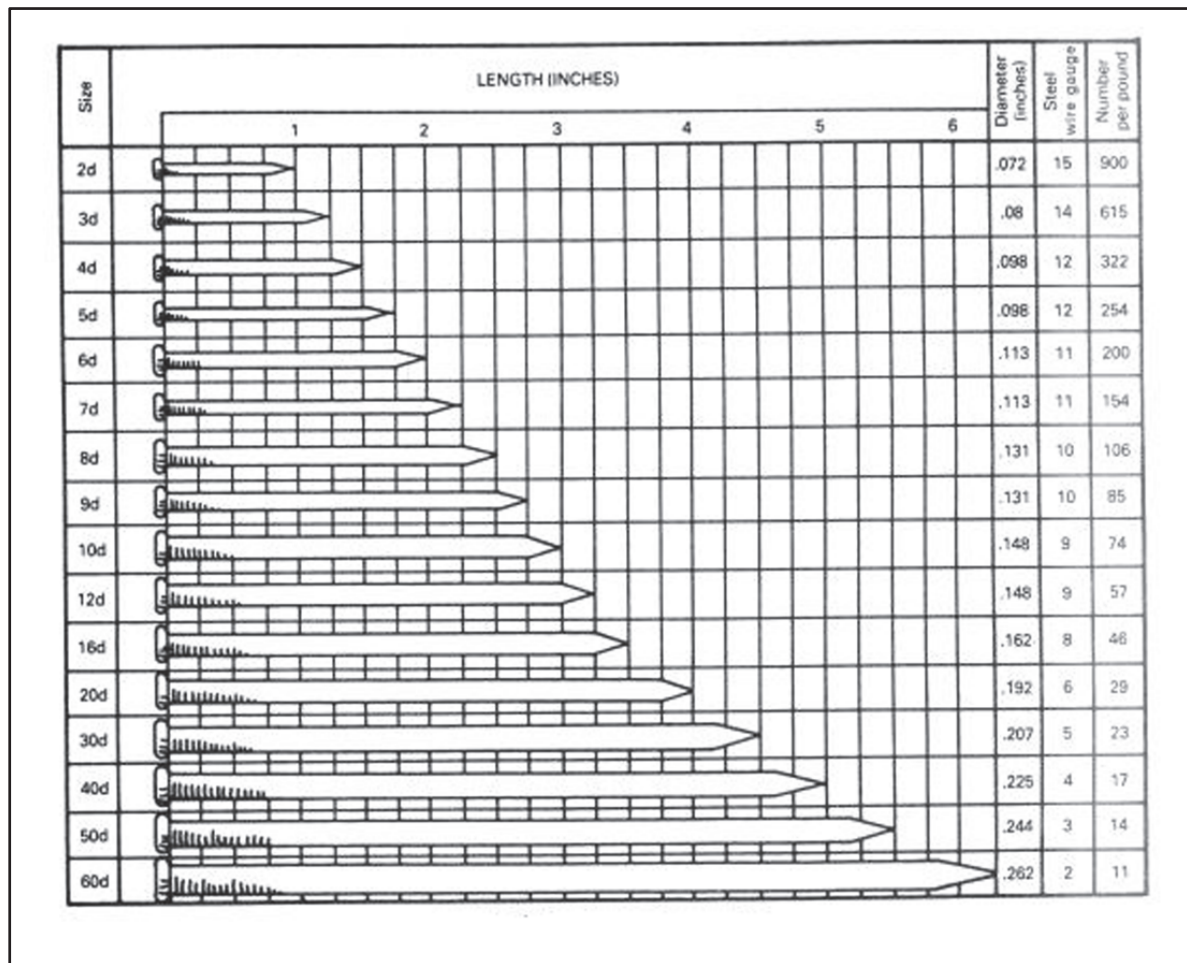 Size
LENGTH (INCHES)
Diameter
(inches)
Steel
wire gauge
Number
per pound
1 2 3 4 5 6
2d .072 15 900
3d .08 14 615
4d .098 12 322
5d .098 12 254
6d .113 11 200
7d .113 11 154
8d .131 10 106
9d .131 10 85
10d .148 9 74
12d .148 9 57
16d .162 8 46
20d .192 6 29
30d .207 5 23
40d .225 4 17
50d .244 3 14
60d .262 2 11